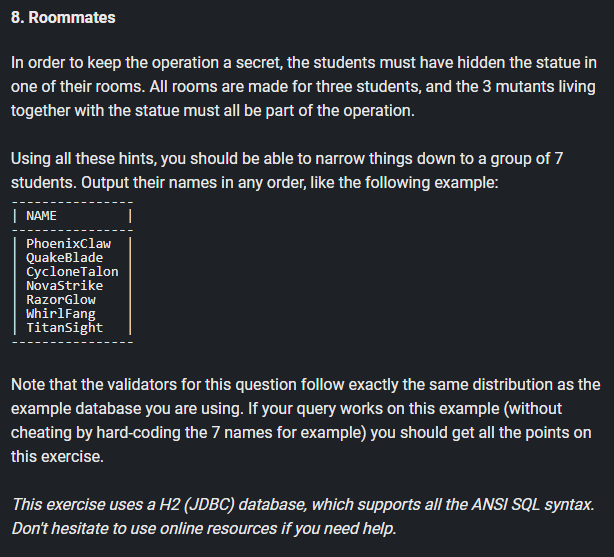 8. Roommates
In order to keep the operation a secret, the students must have hidden the statue in
one of their rooms. All rooms are made for three students, and the 3 mutants living
together with the statue must all be part of the operation.
Using all these hints, you should be able to narrow things down to a group of 7
students. Output their names in any order, like the following example:
----------------
| NAME         |
----------------
| PhoenixClaw  |
| QuakeBlade   |
| CycloneTalon |
| NovaStrike   |
| RazorGlow    |
| WhirlFang    |
| TitanSight   |
----------------
Note that the validators for this question follow exactly the same distribution as the
example database you are using. If your query works on this example (without
cheating by hard-coding the 7 names for example) you should get all the points on
this exercise.
This exercise uses a H2 (JDBC) database, which supports all the ANSI SQL syntax.
Don't hesitate to use online resources if you need help.